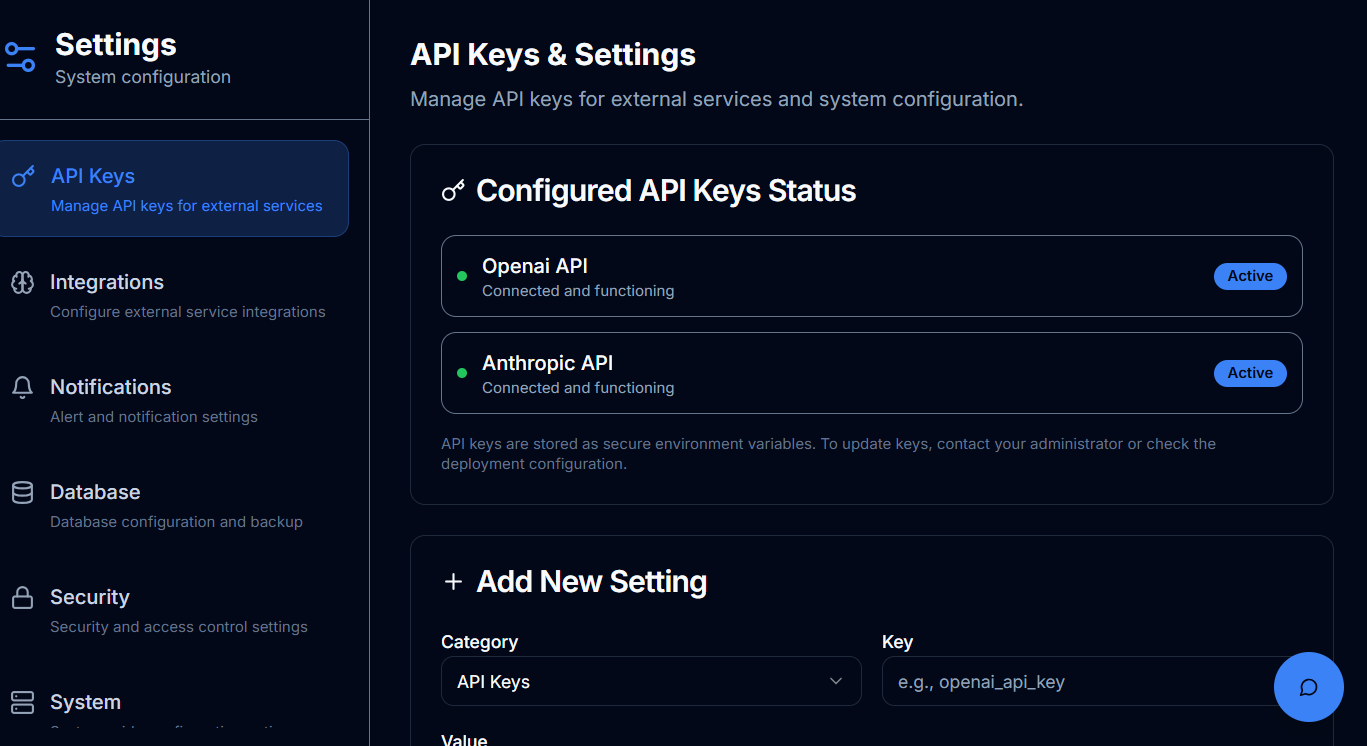 Settings
System configuration
API Keys
Manage API keys for external services
Integrations
Configure external service integrations
Notifications
Alert and notification settings
Database
Database configuration and backup
Security
Security and access control settings
System
API Keys & Settings
Manage API keys for external services and system configuration.
Configured API Keys Status
Openai API
Connected and functioning
Active
Anthropic API
Connected and functioning
Active
API keys are stored as secure environment variables. To update keys, contact your administrator or check the
deployment configuration.
Add New Setting
Category
Key
API Keys
e.g., openai_api_key
Value